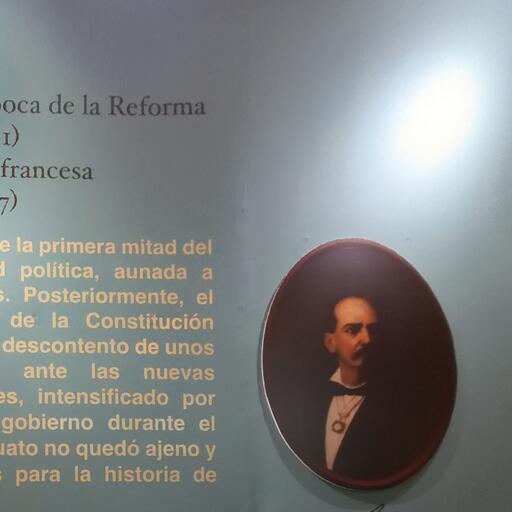 poca de la Reforma
1)
francesa
7)
e la primera mitad del
d política, aunada a
s. Posteriormente, el
de la Constitución
descontento de unos
ante las nuevas
es, intensificado por
gobierno durante el
uato no quedó ajeno y
s para la historia de